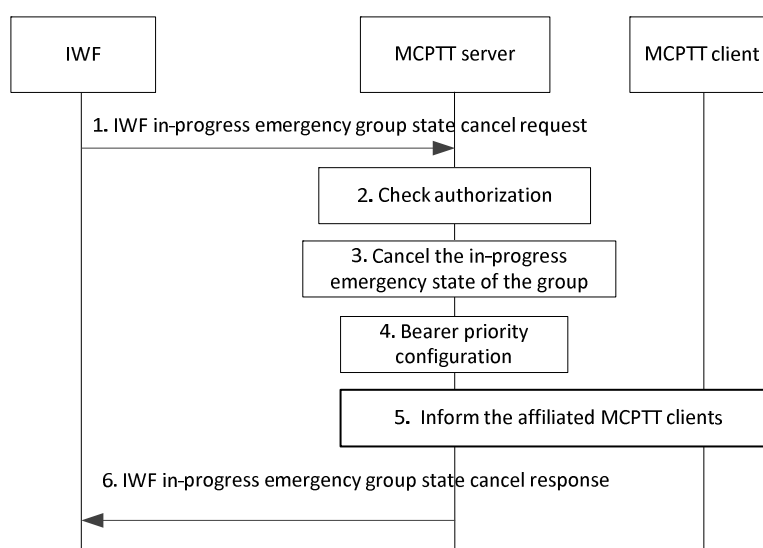 IWF
MCPTT server
MCPTT client
1. IWF in-progress emergency group state cancel request
2. Check authorization
3. Cancel the in-progress
emergency state of the group
4. Bearer priority
configuration
5. Inform the affiliated MCPTT clients
6. IWF in-progress emergency group state cancel response